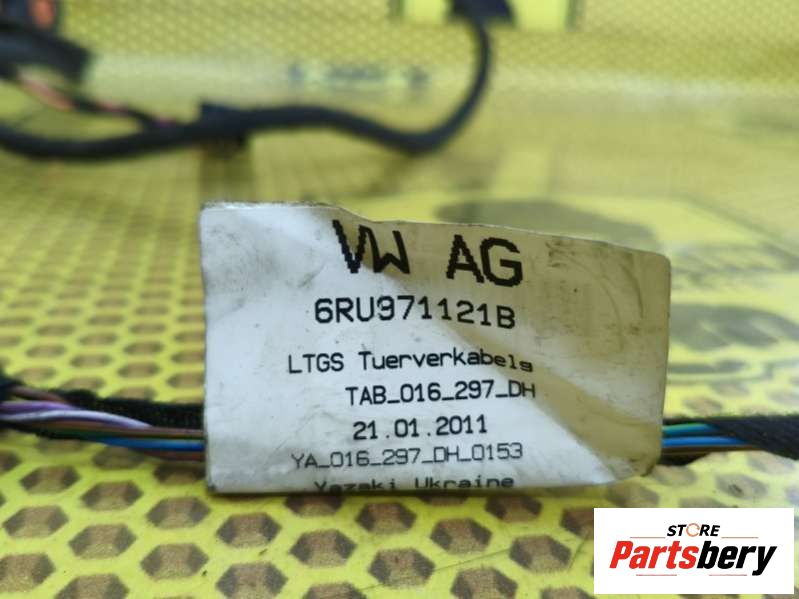 VW AG
6RU971121B
LTGS Tuerverkabelg
TAB_016_297_DH
21.01.2011
YA_016_297_DH_0153
Yazaki Ukraine
STORE
Partsbery